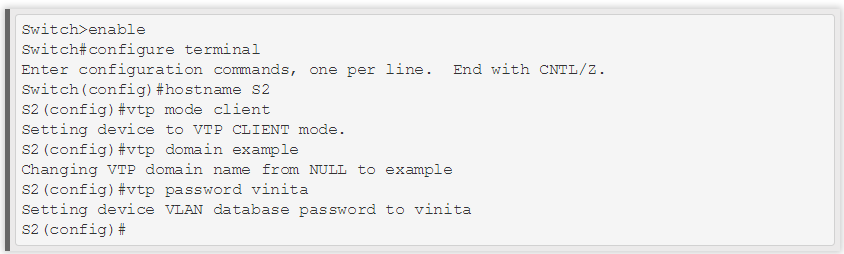 Switch>enable
Switch#configure terminal
Enter configuration commands, one per line.  End with CNTL/Z.
Switch(config)#hostname S2
S2(config)#vtp mode client
Setting device to VTP CLIENT mode.
S2(config)#vtp domain example
Changing VTP domain name from NULL to example
S2(config)#vtp password vinita
Setting device VLAN database password to vinita
S2(config)#